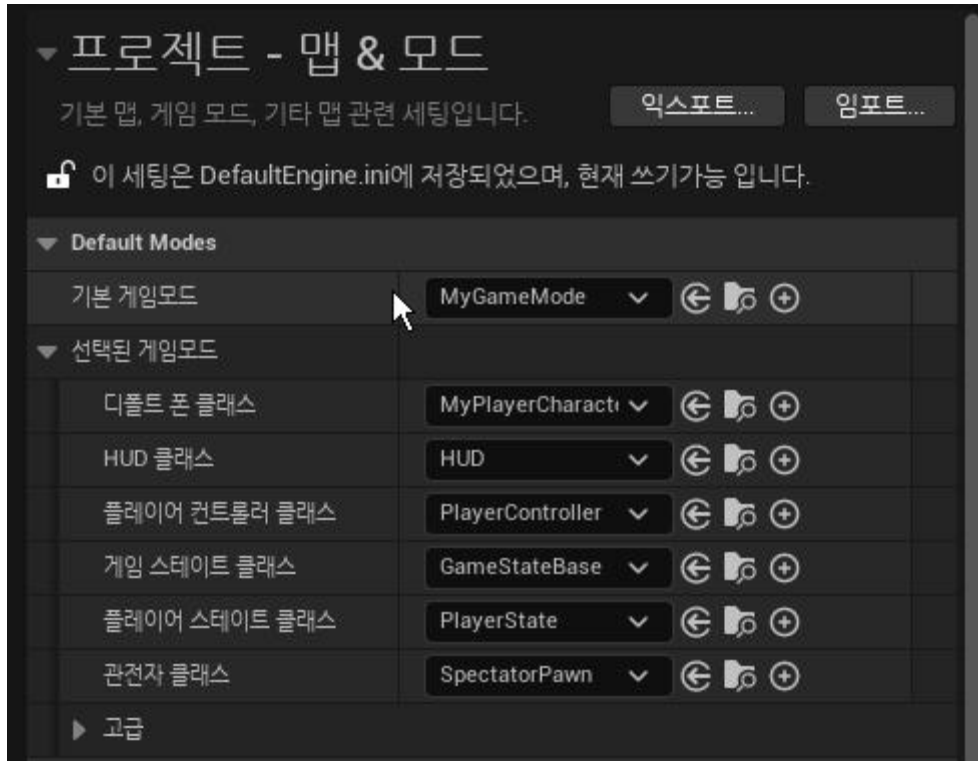 프로젝트 - 맵 & 모드
기본 맵, 게임 모드, 기타 맵 관련 세팅입니다.
익스포트...
임포트...
이 세팅은 DefaultEngine.ini에 저장되었으며, 현재 쓰기가능 입니다.
Default Modes
기본 게임모드 MyGameMode
선택된 게임모드
디폴트 폰 클래스 MyPlayerCharacte
HUD 클래스 HUD
플레이어 컨트롤러 클래스 PlayerController
게임 스테이트 클래스 GameStateBase
플레이어 스테이트 클래스 PlayerState
관전자 클래스 SpectatorPawn
고급